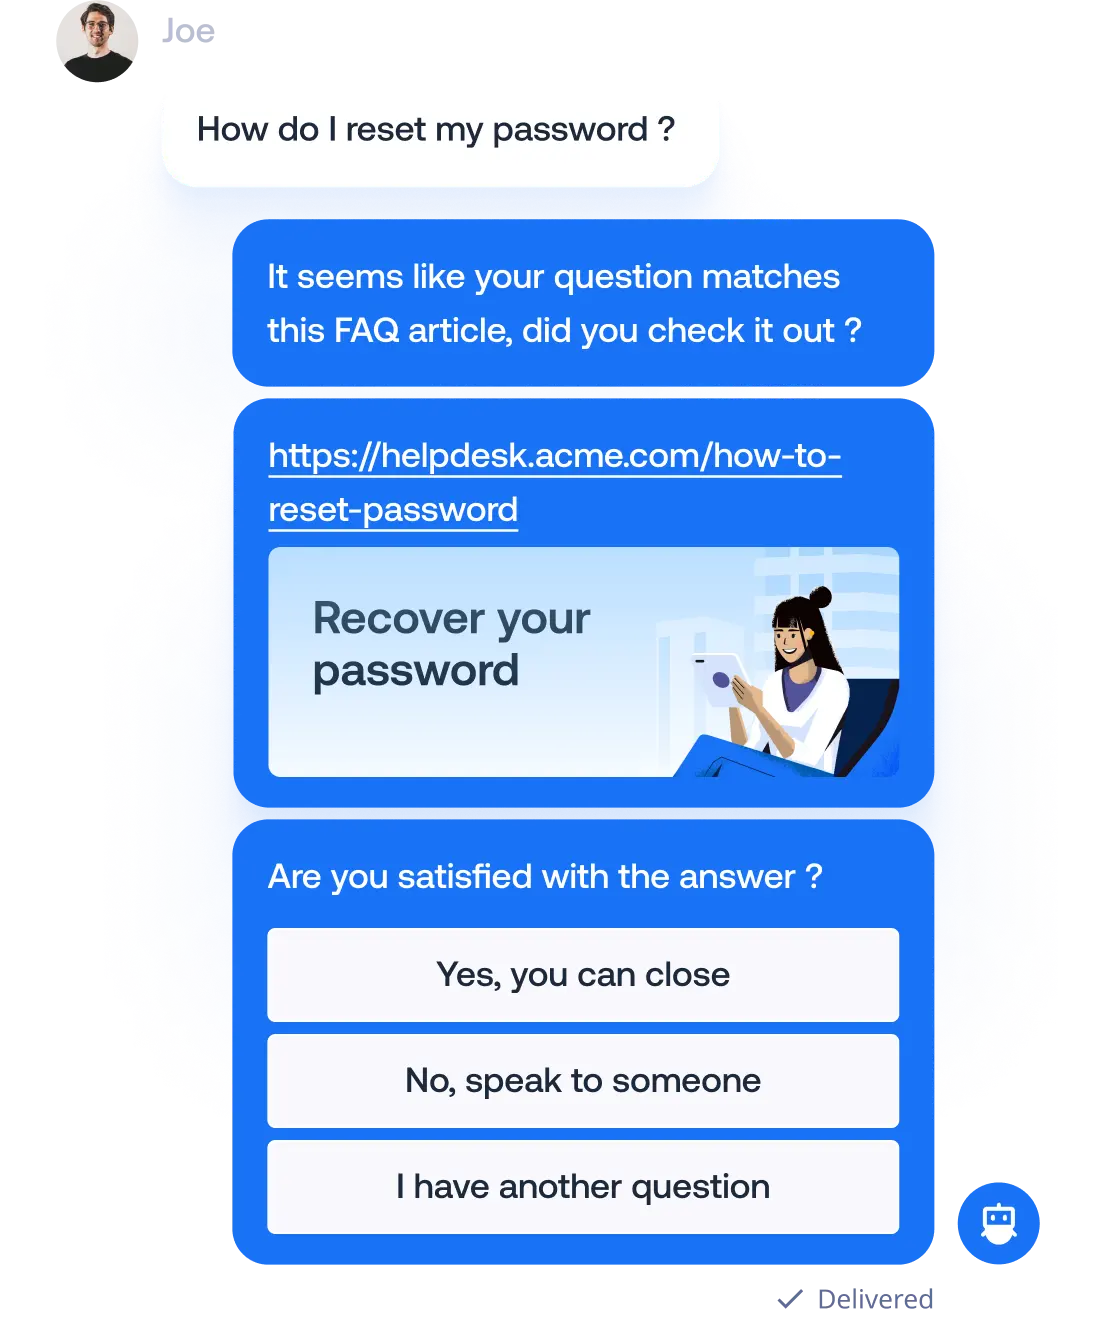 Joe
How do I reset my password ?
It seems like your question matches
this FAQ article, did you check it out ?
https://helpdesk.acme.com/how-to-
reset-password
Recover your
password
Are you satisfied with the answer ?
Yes, you can close
No, speak to someone
I have another question
Delivered